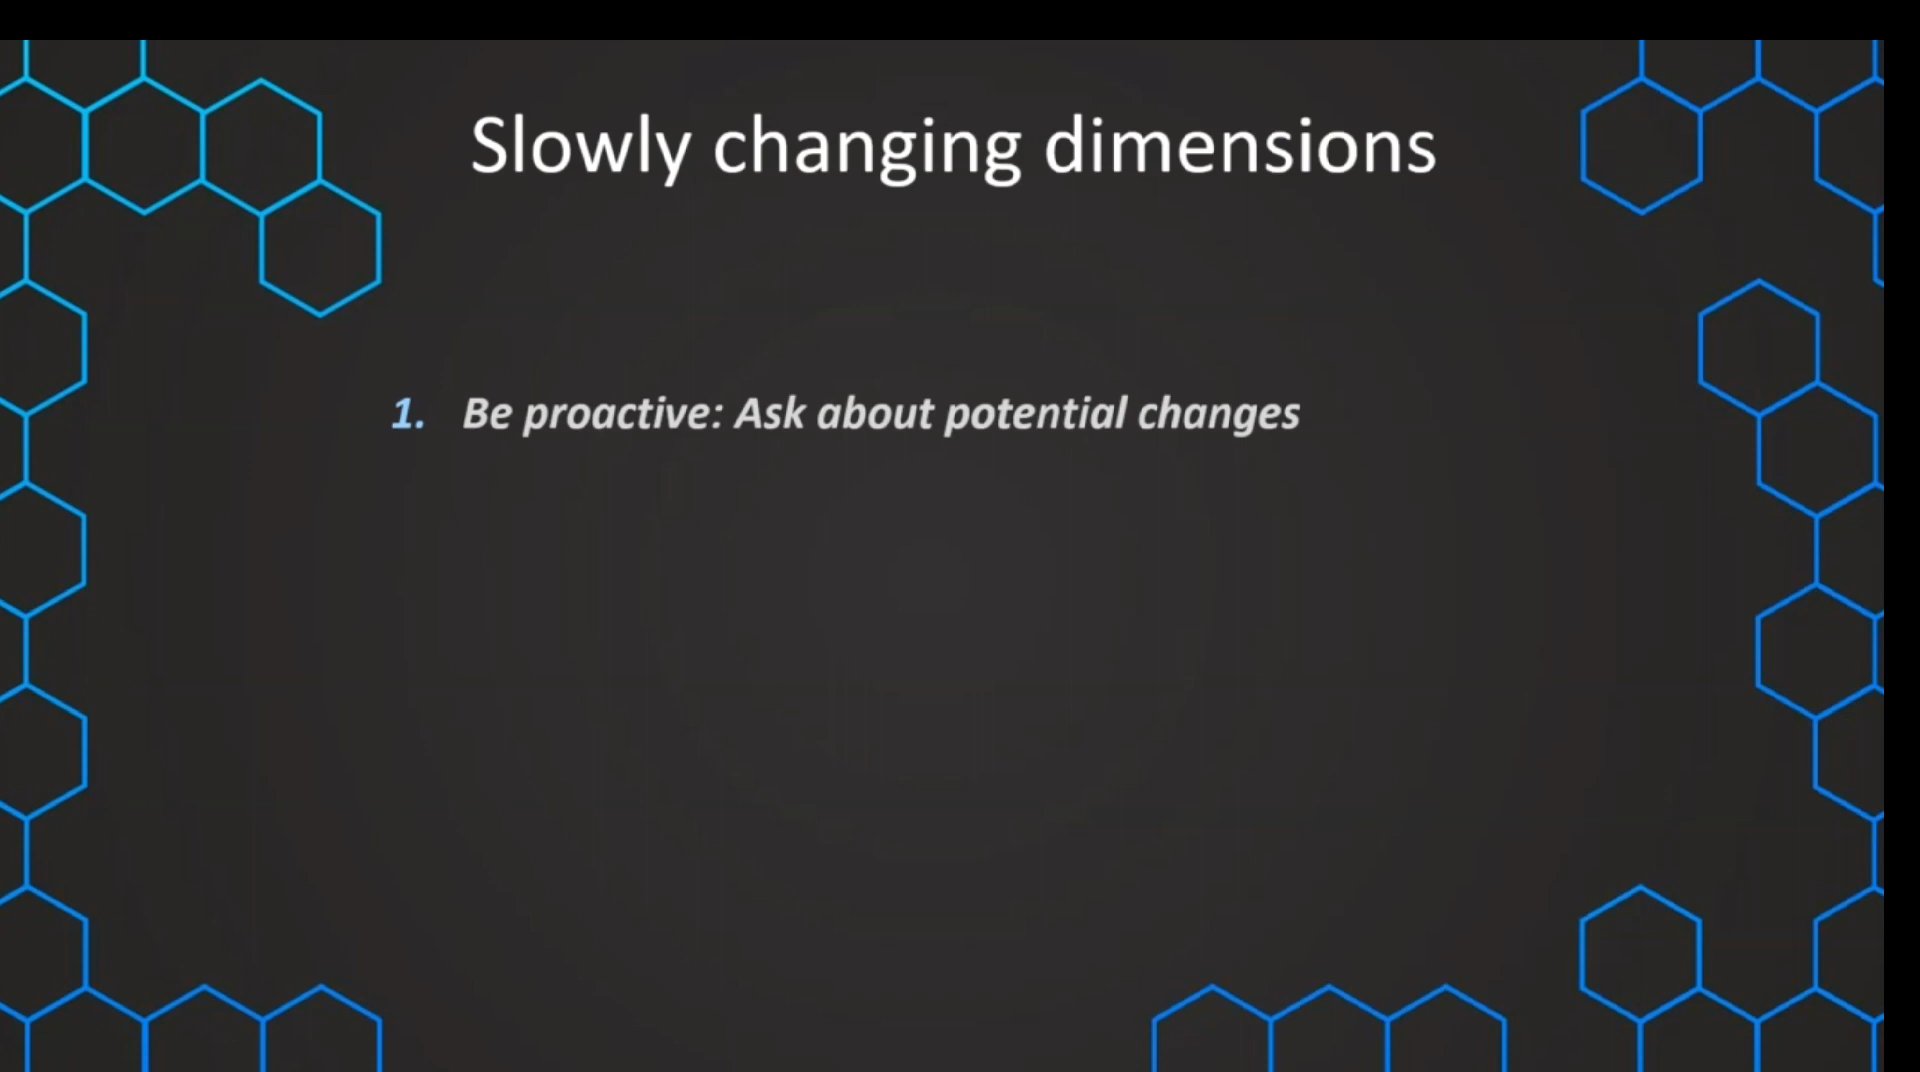 Slowly changing dimensions
1. Be proactive: Ask about potential changes